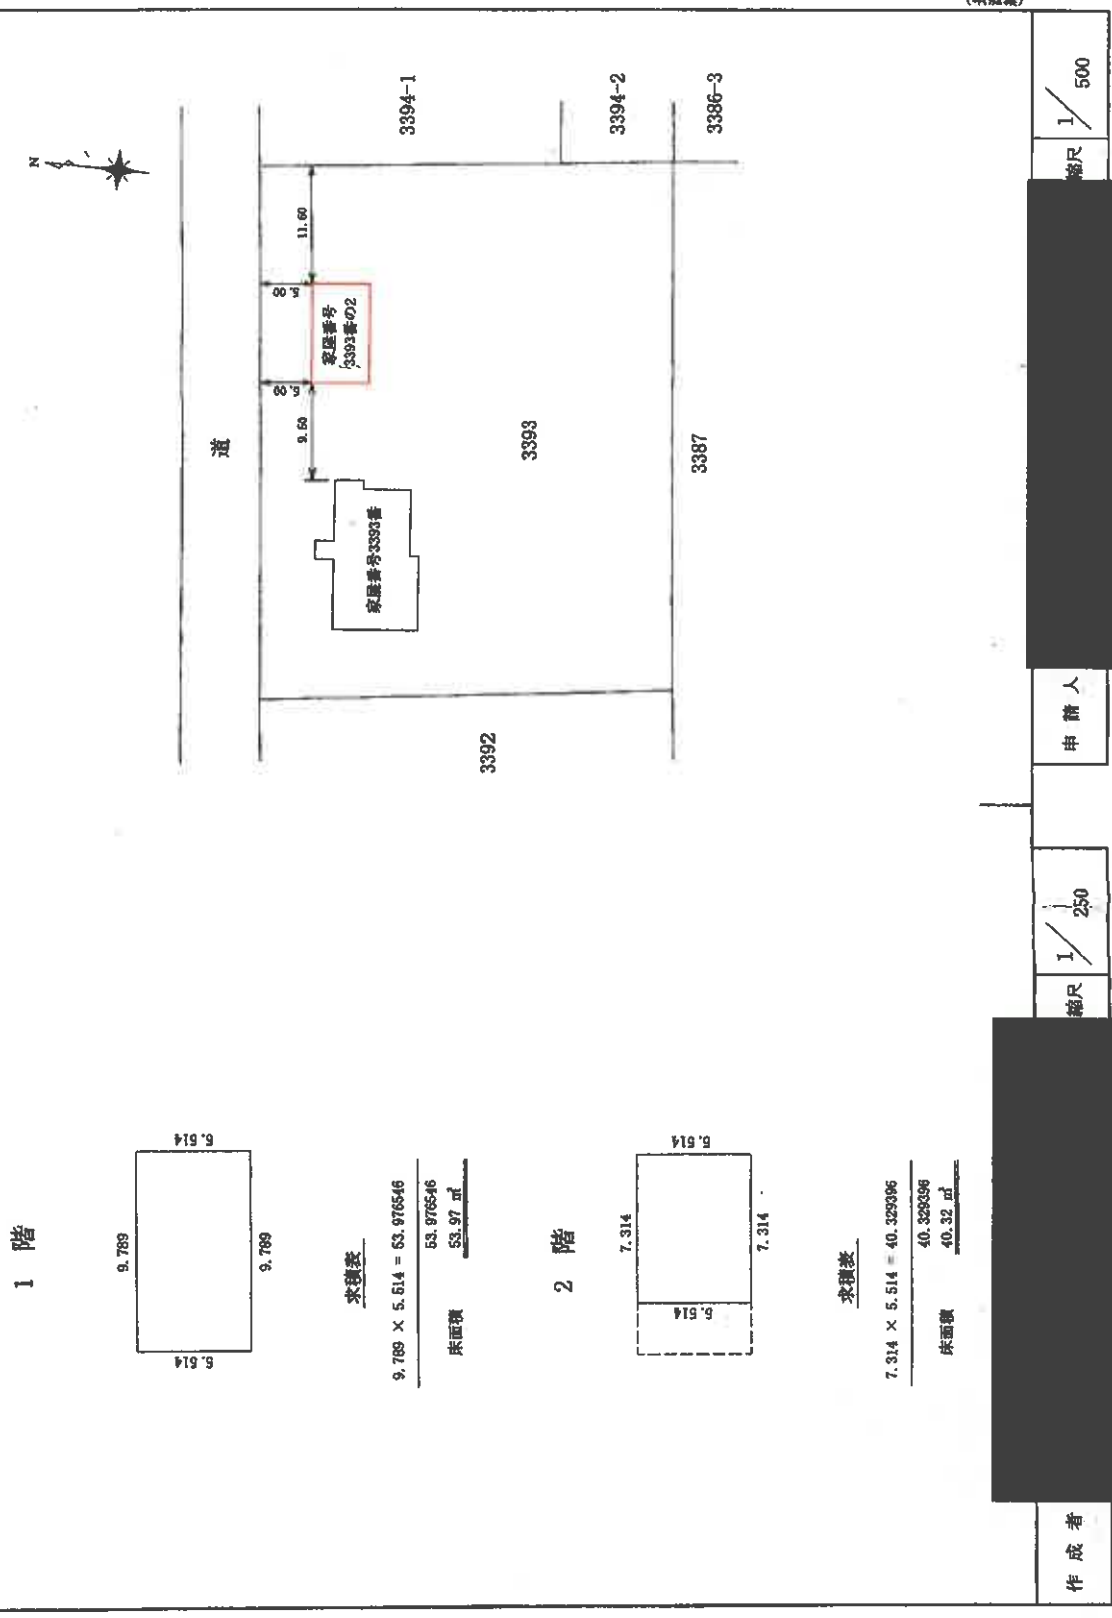 1 階
9.789
5.514
5.514
9.789
求積表
9.789 × 5.514 = 53.976546
53.976546
床面積 53.97 ㎡
2 階
7.314
5.514
5.514
7.314
求積表
7.314 × 5.514 = 40.329396
40.329396
床面積 40.32 ㎡
作 成 者
縮尺
1/250
N
道
3394-1
3394-2
3386-3
11.60
5.00
5.00
9.60
家屋番号
3393番の2
家屋番号3393番
3393
3392
3387
申 請 人
縮尺
1/500